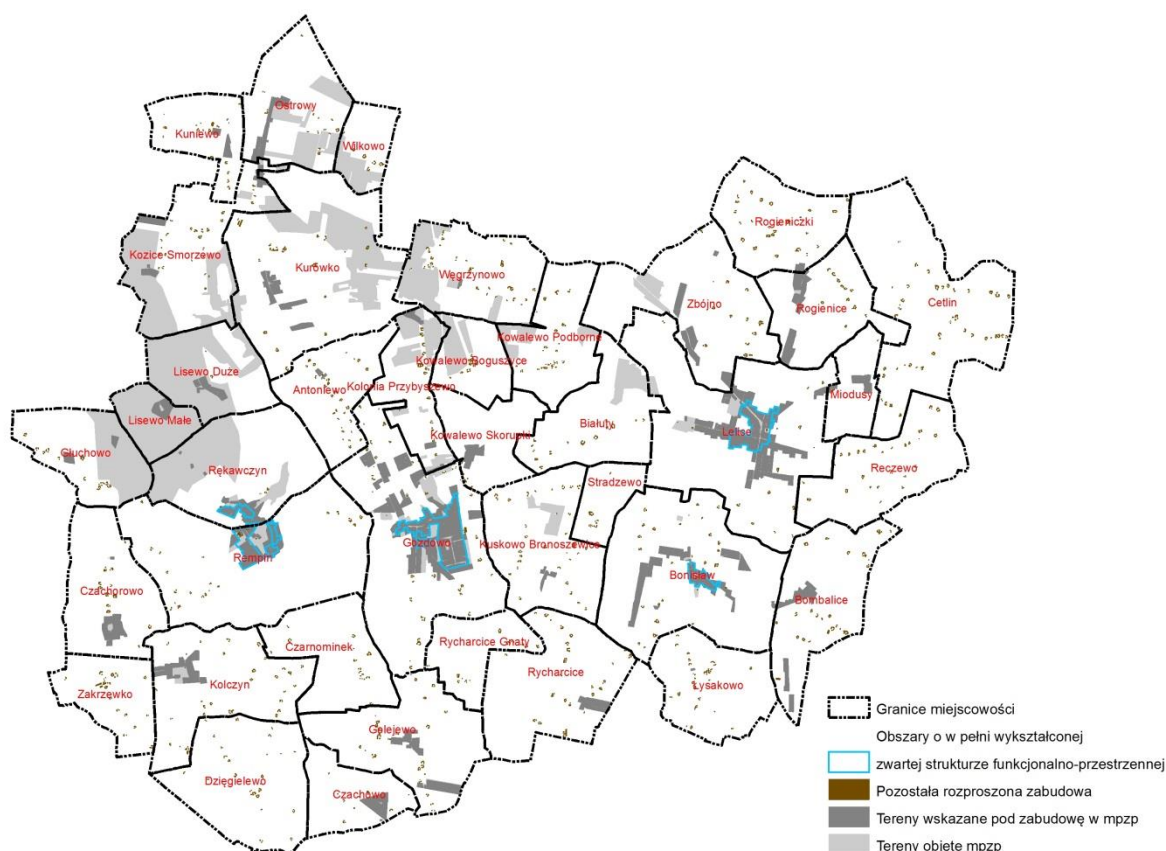 Ostrowy
Kuniewo
Wilkowo
Rogieniczki
Kozice Smorzewo
Kurówko
Węgrzynowo
Zbójno
Rogienice
Cetlin
Kowalewo Podborne
Kowalewo Boguszyce
Lisewo Duże
Antoniewo
Kolonia Przybyszewo
Miodusy
Lisewo Małe
Kowalewo Skorupki
Białuty
Lelice
Głuchowo
Rękawczyn
Stradzewo
Reczewo
Gozdowo
Kuskowo Bronoszewice
Rempin
Bonisław
Czachorowo
Bombalice
Czarnominek
Rycharcice Gnaty
Rycharcice
Łysakowo
Zakrzewko
Kolczyn
Golejewo
Dzięgielewo
Czachowo
Granice miejscowości
Obszary o w pełni wykształconej
zwartej strukturze funkcjonalno-przestrzennej
Pozostała rozproszona zabudowa
Tereny wskazane pod zabudowę w mpzp
Tereny objęte mpzp